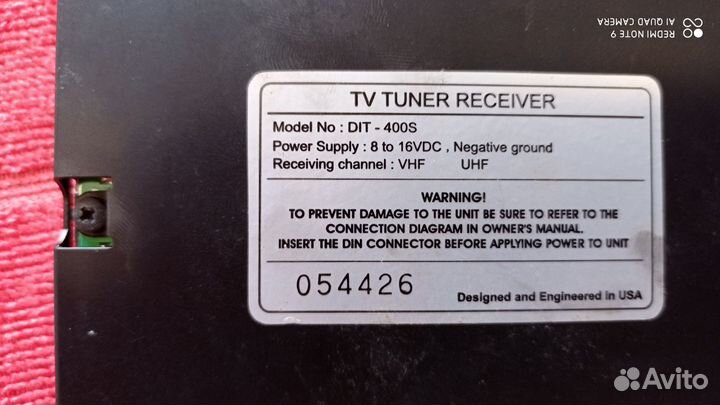 REDMI NOTE 9
AI QUAD CAMERA
TV TUNER RECEIVER
Model No : DIT - 400S
Power Supply : 8 to 16VDC , Negative ground
Receiving channel : VHF UHF
WARNING!
TO PREVENT DAMAGE TO THE UNIT BE SURE TO REFER TO THE
CONNECTION DIAGRAM IN OWNER'S MANUAL.
INSERT THE DIN CONNECTOR BEFORE APPLYING POWER TO UNIT
054426
Designed and Engineered in USA
Avito